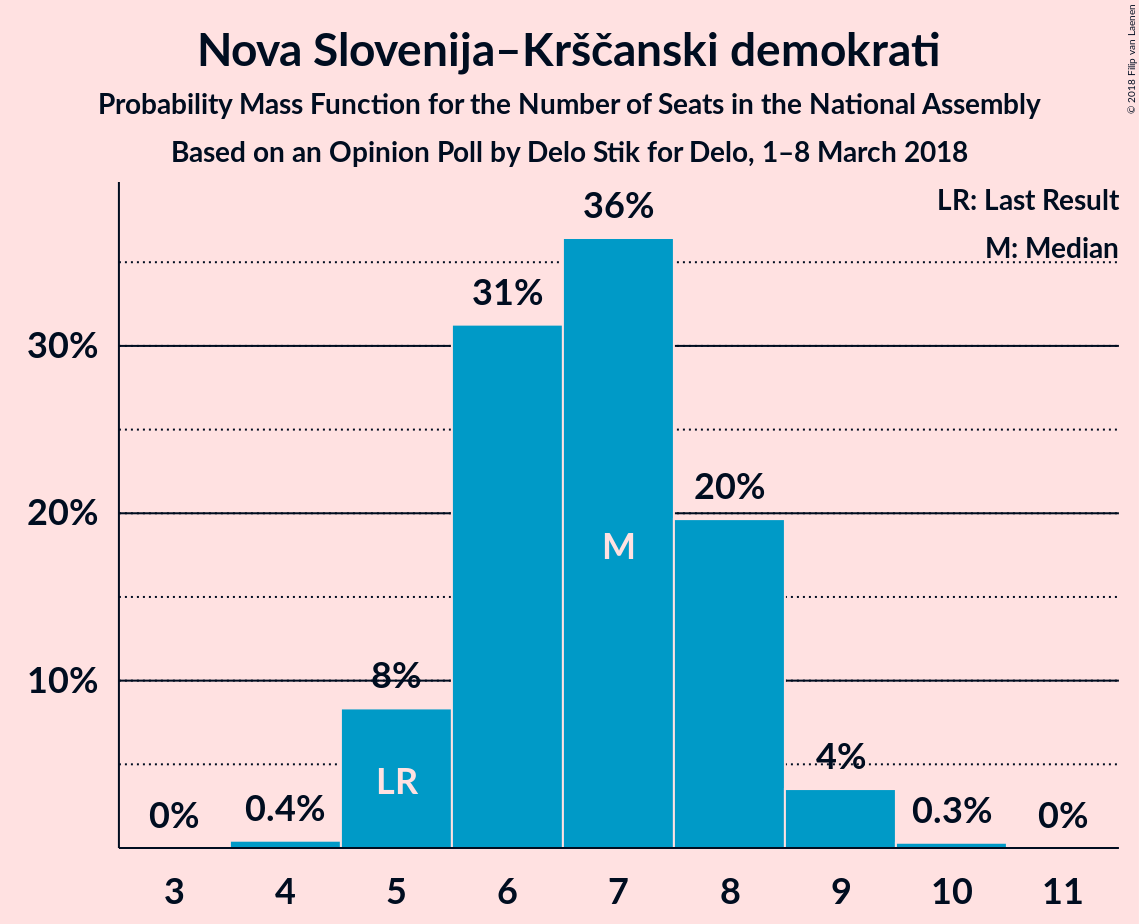 Nova Slovenija–Krščanski demokrati
Probability Mass Function for the Number of Seats in the National Assembly
Based on an Opinion Poll by Delo Stik for Delo, 1–8 March 2018
© 2018 Filip van Laenen
LR: Last Result
M: Median
36%
31%
30%
20%
20%
M
8%
10%
LR
4%
0%
0.4%
0.3%
0%
3 4 5 6 7 8 9 10 11